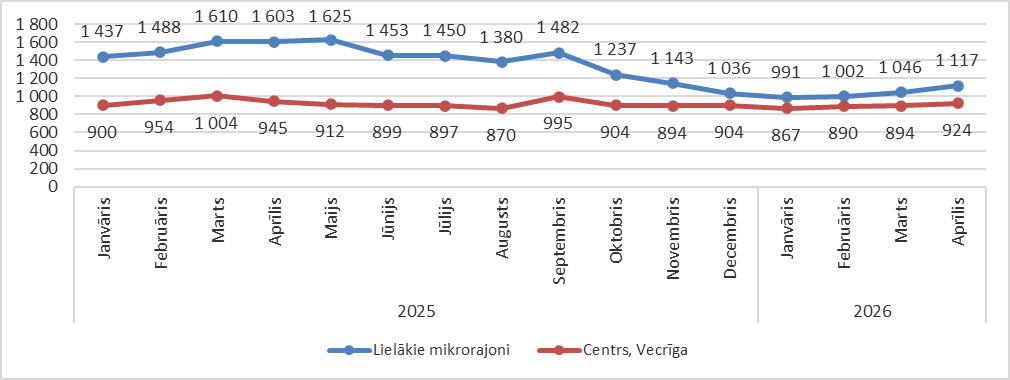 1 800
1 600
1 400
1 200
1 000
800
600
400
200
0
1 437 1 488 1 610 1 603 1 625 1 453 1 450 1 380 1 482 1 237 1 143 1 036 991 1 002 1 046 1 117
900 954 1 004 945 912 899 897 870 995 904 894 904 867 890 894 924
Janvāris Februāris Marts Aprīlis Maijs Jūnijs Jūlijs Augusts Septembris Oktobris Novembris Decembris Janvāris Februāris Marts Aprīlis
2025 2026
Lielākie mikrorajoni Centrs, Vecrīga